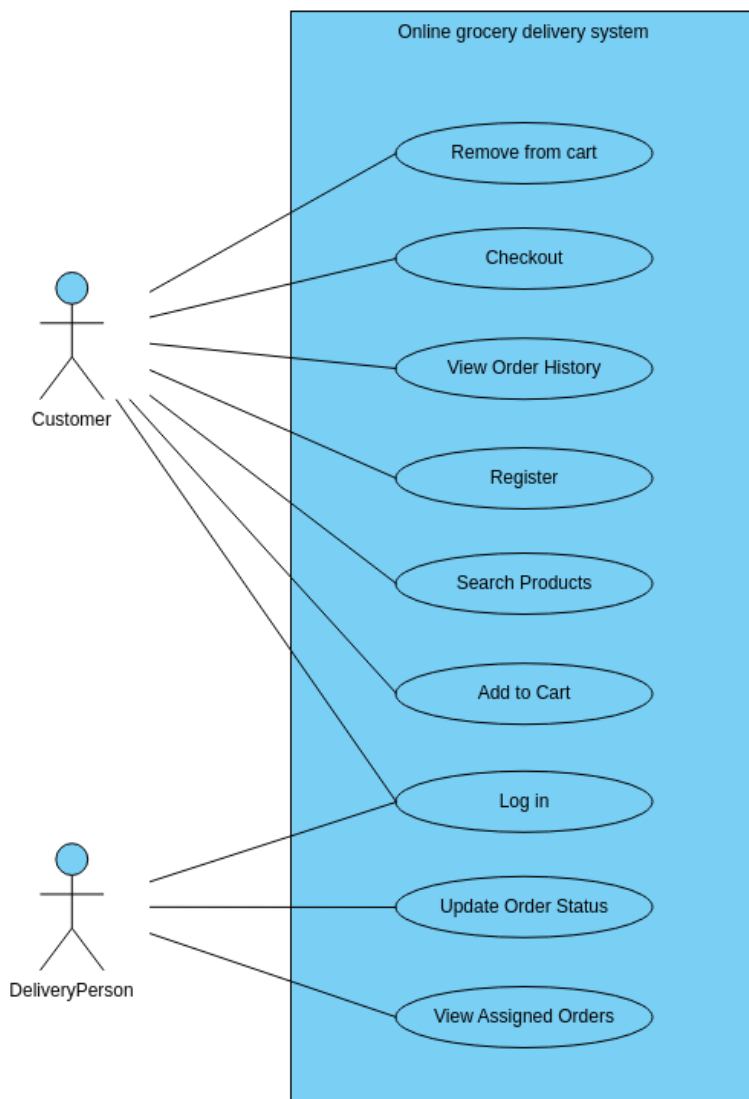 Online grocery delivery system
Remove from cart
Checkout
View Order History
Customer
Register
Search Products
Add to Cart
Log in
Update Order Status
DeliveryPerson
View Assigned Orders